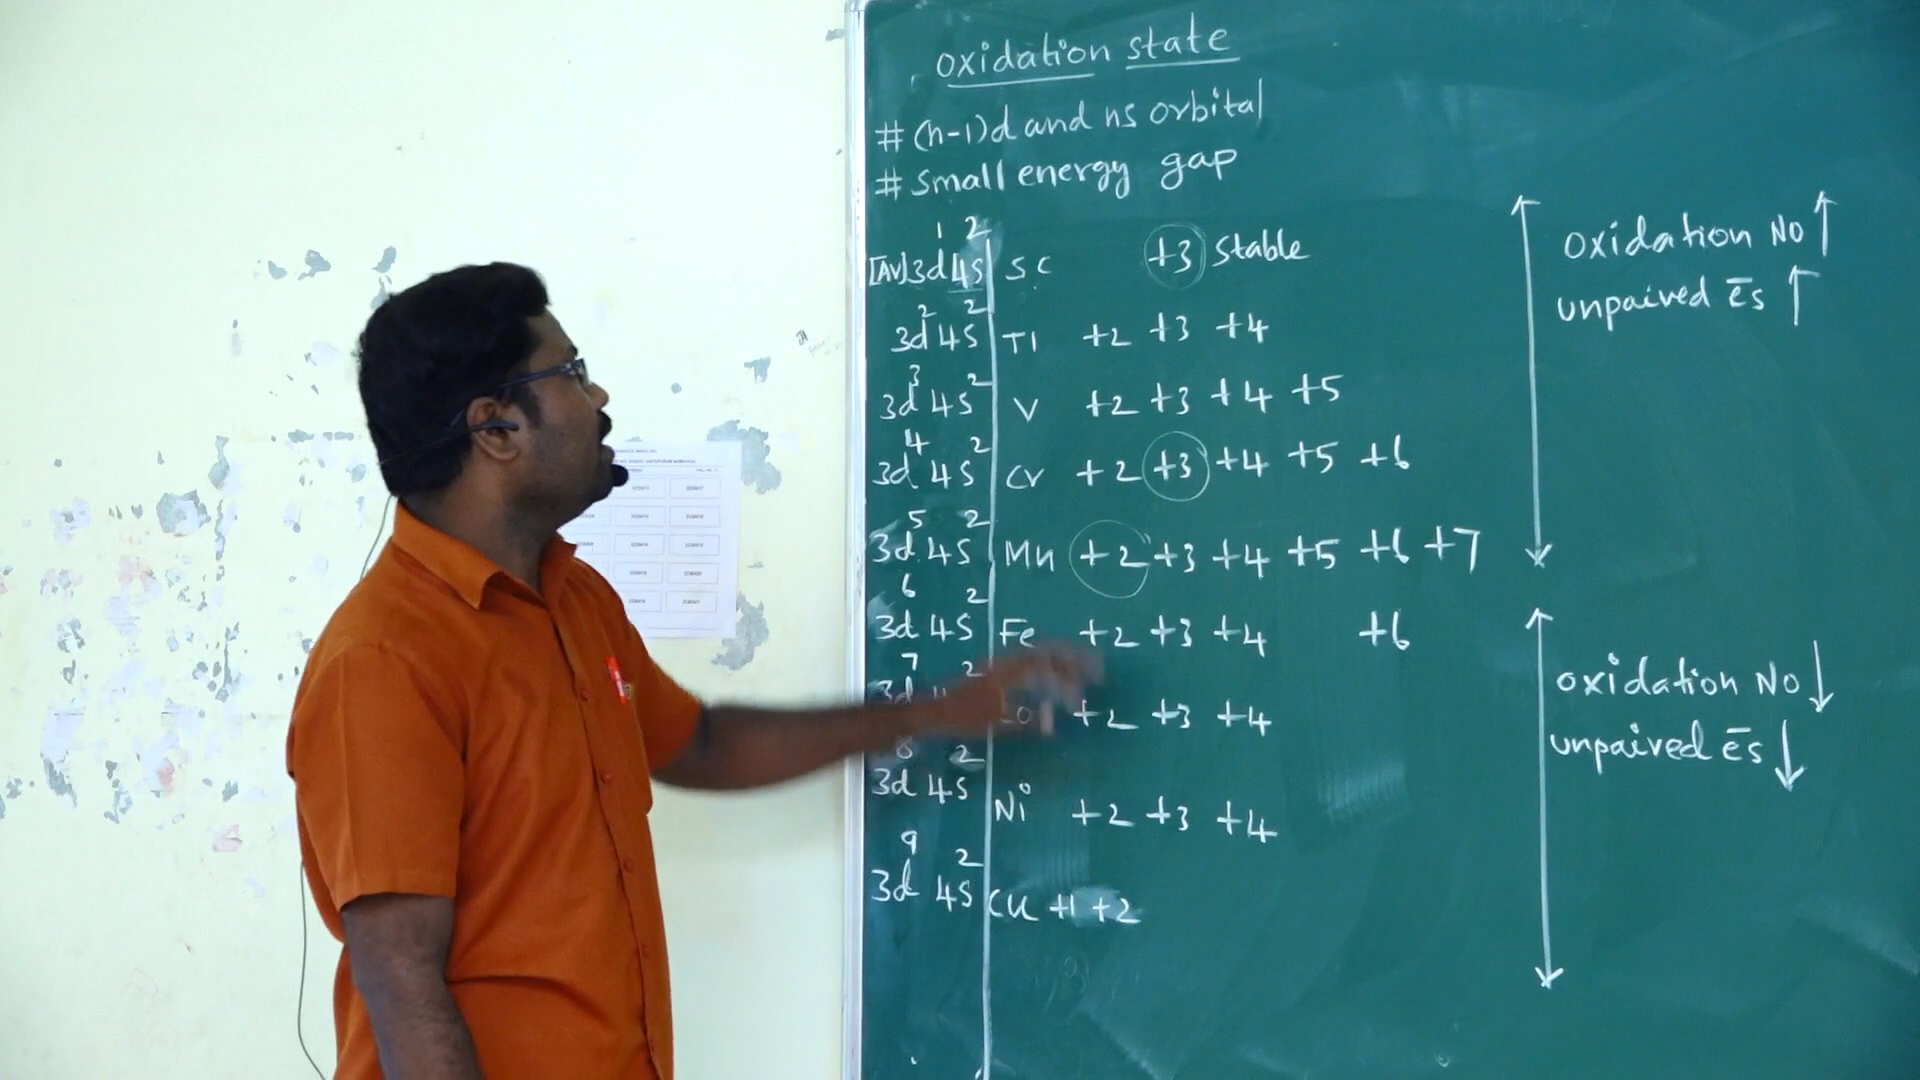 oxidation state
# (n-1)d and ns orbital
# small energy gap
[Ar]3d¹4s² Sc +3 stable
3d²4s² Ti +2 +3 +4
3d³4s² V +2 +3 +4 +5
3d⁴4s² Cr +2 +3 +4 +5 +6
3d⁵4s² Mn +2 +3 +4 +5 +6 +7
3d⁶4s² Fe +2 +3 +4 +6
3d⁷ ² Co +2 +3 +4
3d⁸4s² Ni +2 +3 +4
3d⁹4s² Cu +1 +2
oxidation No ↑
unpaired ēs ↑
oxidation No ↓
unpaired ēs ↓